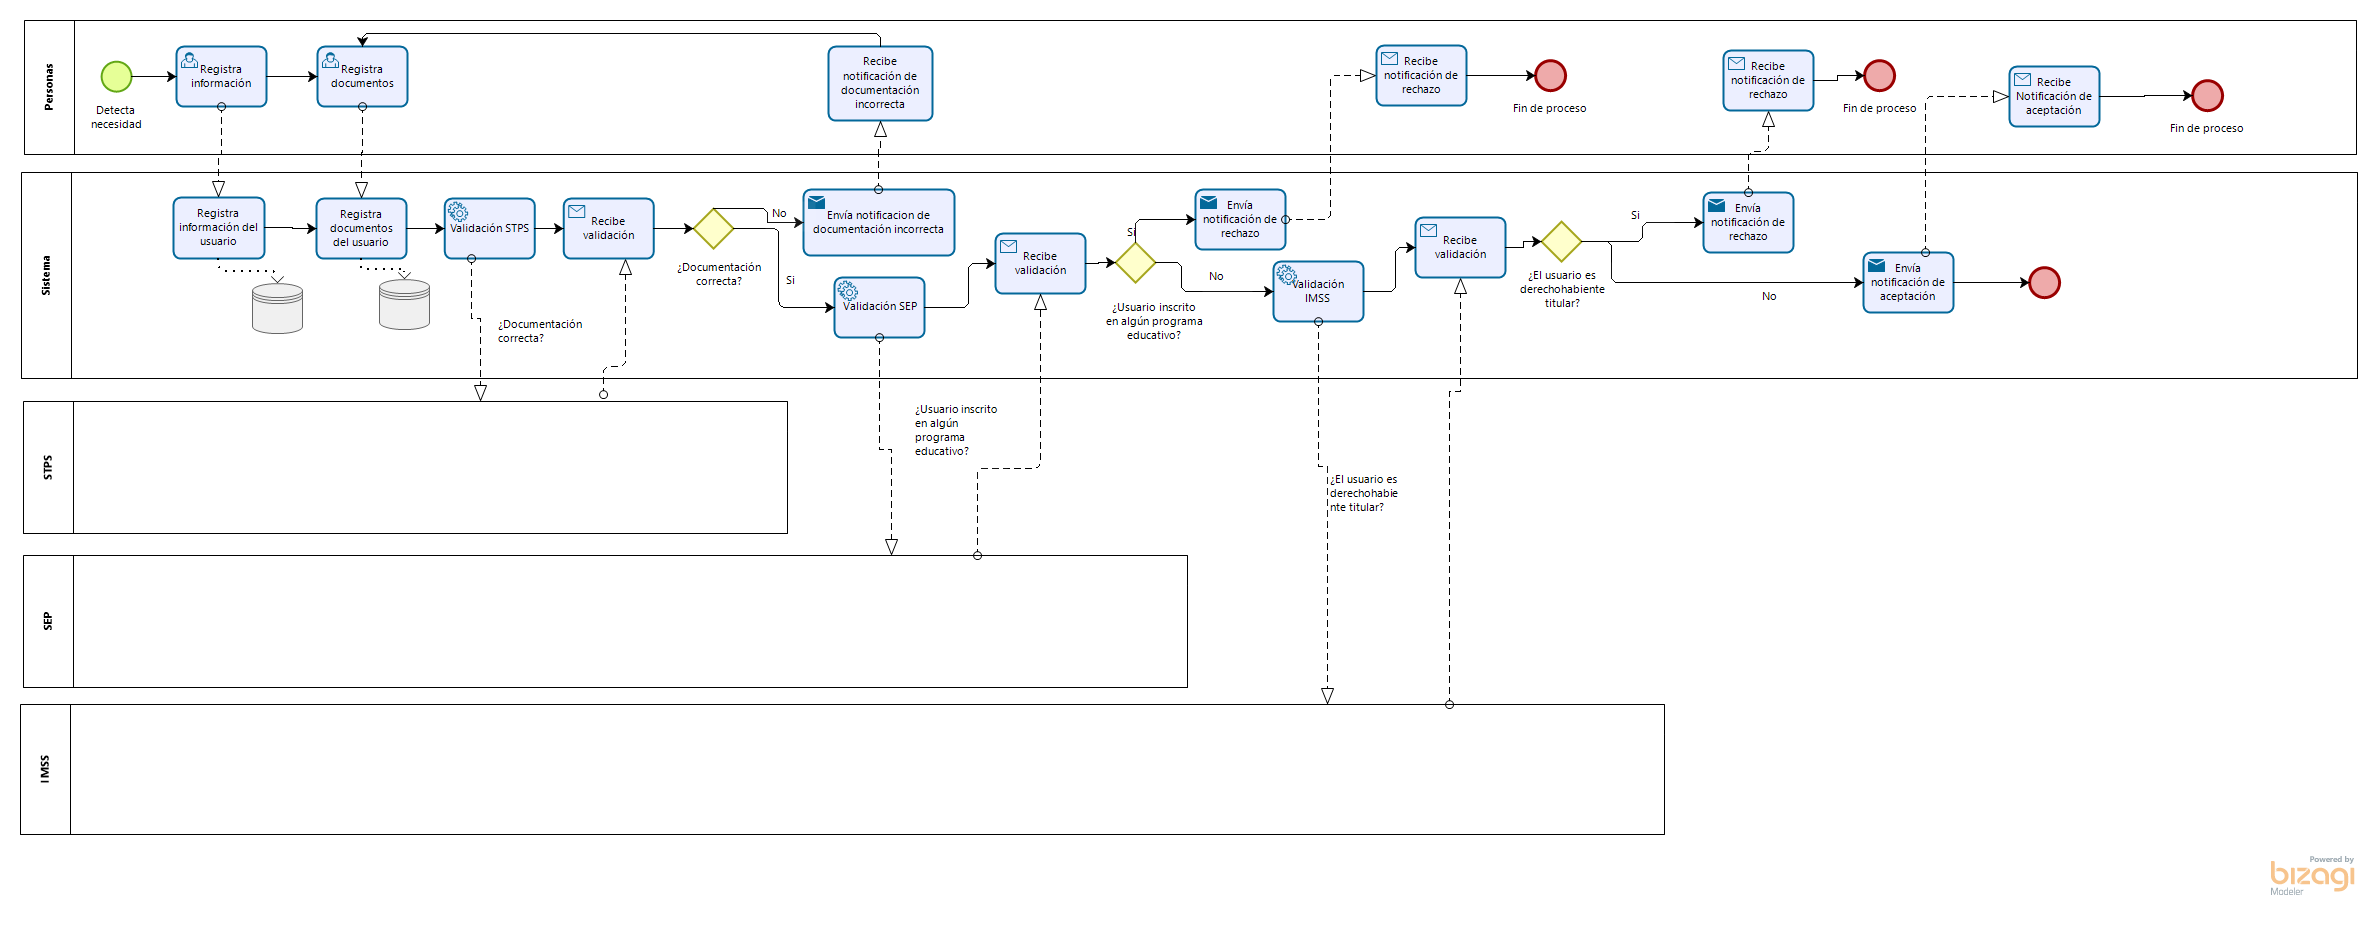 Personas
Detecta
necesidad
Registra
información
Registra
documentos
Recibe
notificación de
documentación
incorrecta
Recibe
notificación de
rechazo
Fin de proceso
Recibe
notificación de
rechazo
Fin de proceso
Recibe
Notificación de
aceptación
Fin de proceso
Sistema
Registra
información del
usuario
Registra
documentos
del usuario
Validación STPS
¿Documentación
correcta?
Recibe
validación
¿Documentación
correcta?
No
Si
Envía notificacion de
documentación incorrecta
Validación SEP
Recibe
validación
¿Usuario inscrito
en algún programa
educativo?
Si
No
Envía
notificación de
rechazo
Validación
IMSS
Recibe
validación
¿El usuario es
derechohabiente
titular?
Si
No
Envía
notificación de
rechazo
Envía
notificación de
aceptación
STPS
¿Usuario inscrito
en algún
programa
educativo?
¿El usuario es
derechohabie
nte titular?
SEP
IMSS
Powered by
bizagi
Modeler